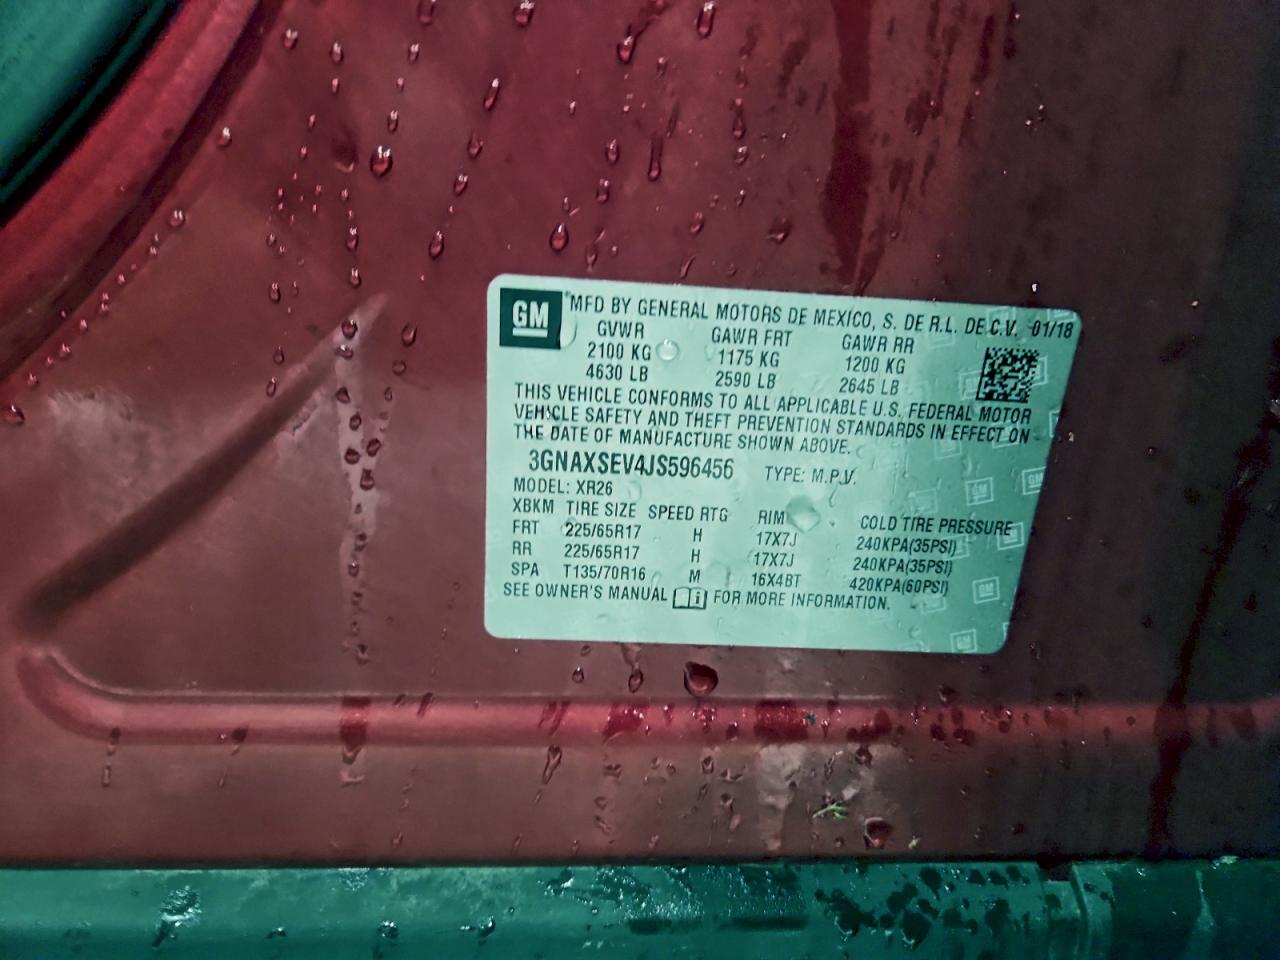 GM MFD BY GENERAL MOTORS DE MEXICO, S. DE R.L. DE C.V. 01/18
GVWR GAWR FRT GAWR RR
2100 KG 1175 KG 1200 KG
4630 LB 2590 LB 2645 LB
THIS VEHICLE CONFORMS TO ALL APPLICABLE U.S. FEDERAL MOTOR
VEHICLE SAFETY AND THEFT PREVENTION STANDARDS IN EFFECT ON
THE DATE OF MANUFACTURE SHOWN ABOVE.
3GNAXSEV4JS596456 TYPE: M.P.V.
MODEL: XR26
XBKM TIRE SIZE SPEED RTG RIM COLD TIRE PRESSURE
FRT 225/65R17 H 17X7J 240KPA(35PSI)
RR 225/65R17 H 17X7J 240KPA(35PSI)
SPA T135/70R16 M 16X4BT 420KPA(60PSI)
SEE OWNER'S MANUAL FOR MORE INFORMATION.